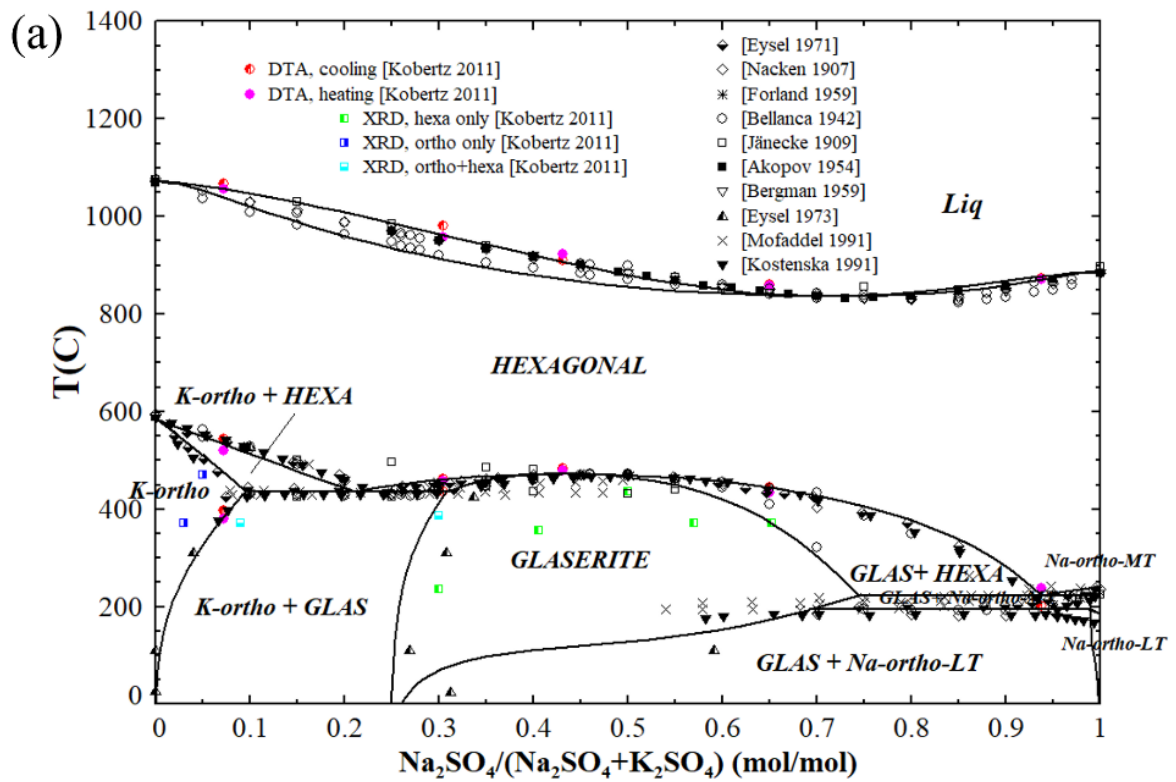 (a)
1400
1200
1000
800
600
400
200
0
T(C)
DTA, cooling [Kobertz 2011]
DTA, heating [Kobertz 2011]
XRD, hexa only [Kobertz 2011]
XRD, ortho only [Kobertz 2011]
XRD, ortho+hexa [Kobertz 2011]
[Eysel 1971]
[Nacken 1907]
[Forland 1959]
[Bellanca 1942]
[Jänecke 1909]
[Akopov 1954]
[Bergman 1959]
[Eysel 1973]
[Mofaddel 1991]
[Kostenska 1991]
Liq
HEXAGONAL
K-ortho + HEXA
K-ortho
GLASERITE
K-ortho + GLAS
GLAS+ HEXA
Na-ortho-MT
GLAS + Na-ortho-
Na-ortho-LT
GLAS + Na-ortho-LT
0 0.1 0.2 0.3 0.4 0.5 0.6 0.7 0.8 0.9 1
Na₂SO₄/(Na₂SO₄+K₂SO₄) (mol/mol)